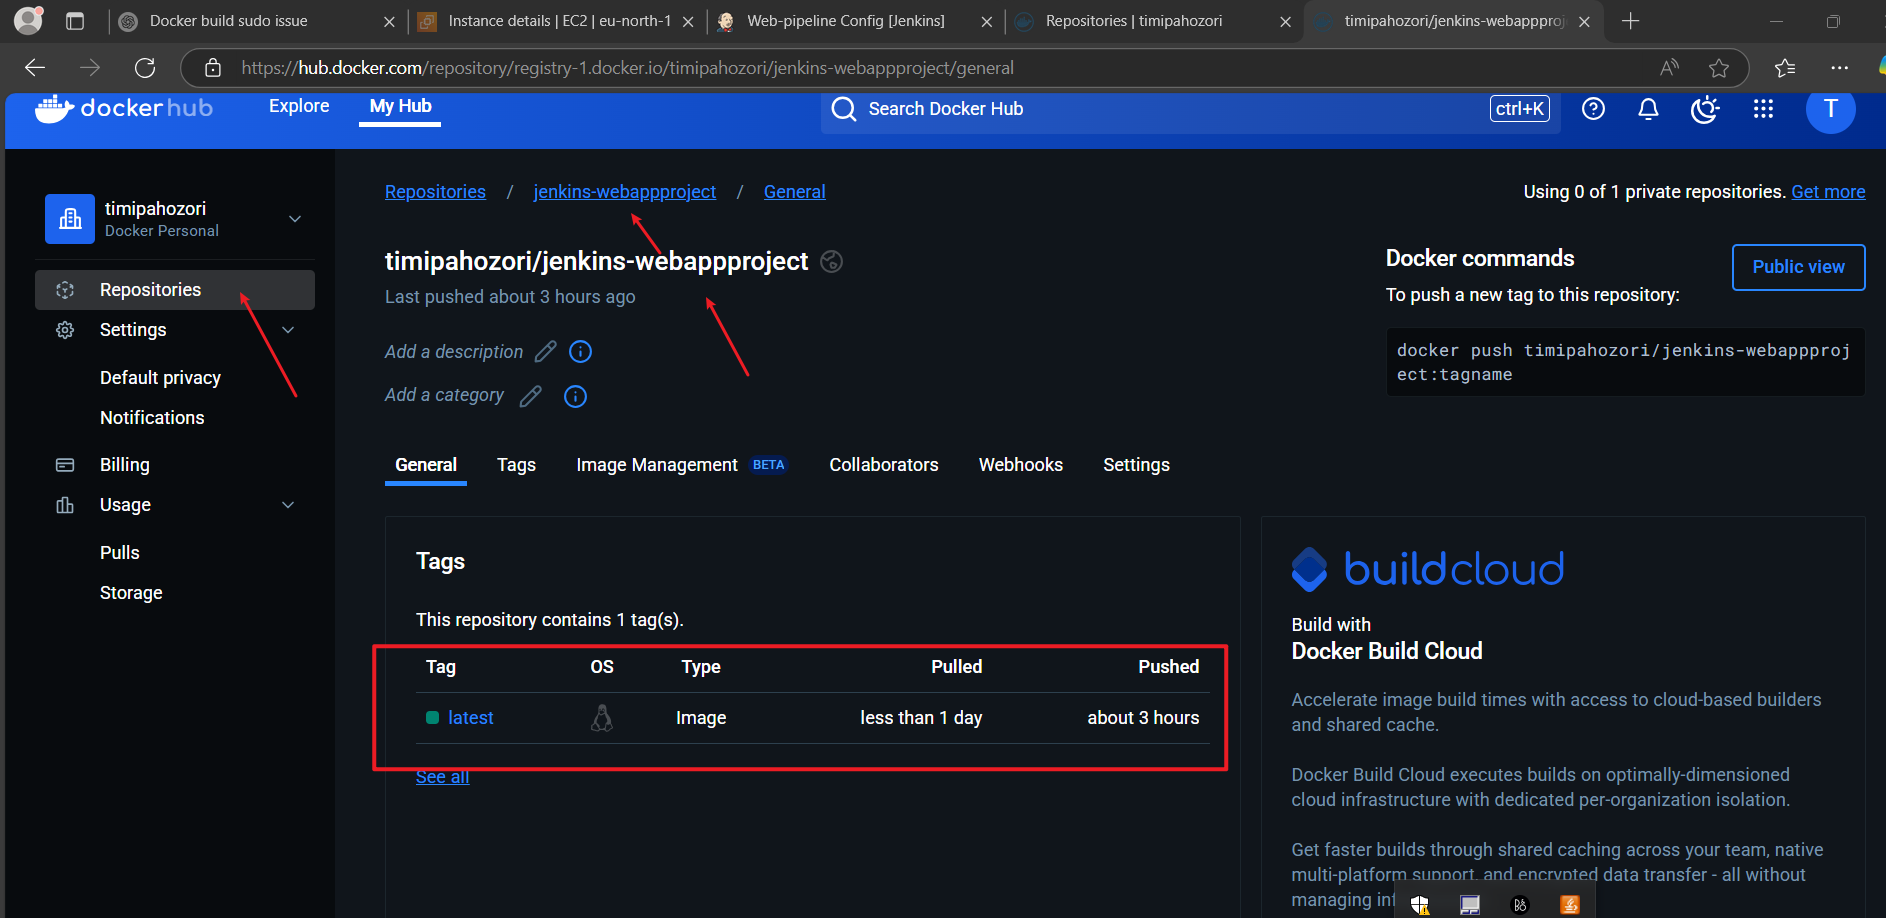 Docker build sudo issue
Instance details | EC2 | eu-north-1
Web-pipeline Config [Jenkins]
Repositories | timipahozori
timipahozori/jenkins-webappproj
https://hub.docker.com/repository/registry-1.docker.io/timipahozori/jenkins-webappproject/general
dockerhub
Explore
My Hub
Search Docker Hub
ctrl+K
T
timipahozori
Docker Personal
Repositories
Settings
Default privacy
Notifications
Billing
Usage
Pulls
Storage
Repositories / jenkins-webappproject / General
Using 0 of 1 private repositories. Get more
timipahozori/jenkins-webappproject
Last pushed about 3 hours ago
Add a description
Add a category
Docker commands
Public view
To push a new tag to this repository:
docker push timipahozori/jenkins-webappproj
ect:tagname
General
Tags
Image Management BETA
Collaborators
Webhooks
Settings
Tags
This repository contains 1 tag(s).
Tag OS Type Pulled Pushed
latest Image less than 1 day about 3 hours
See all
buildcloud
Build with
Docker Build Cloud
Accelerate image build times with access to cloud-based builders
and shared cache.
Docker Build Cloud executes builds on optimally-dimensioned
cloud infrastructure with dedicated per-organization isolation.
Get faster builds through shared caching across your team, native
multi-platform support, and encrypted data transfer - all without
managing